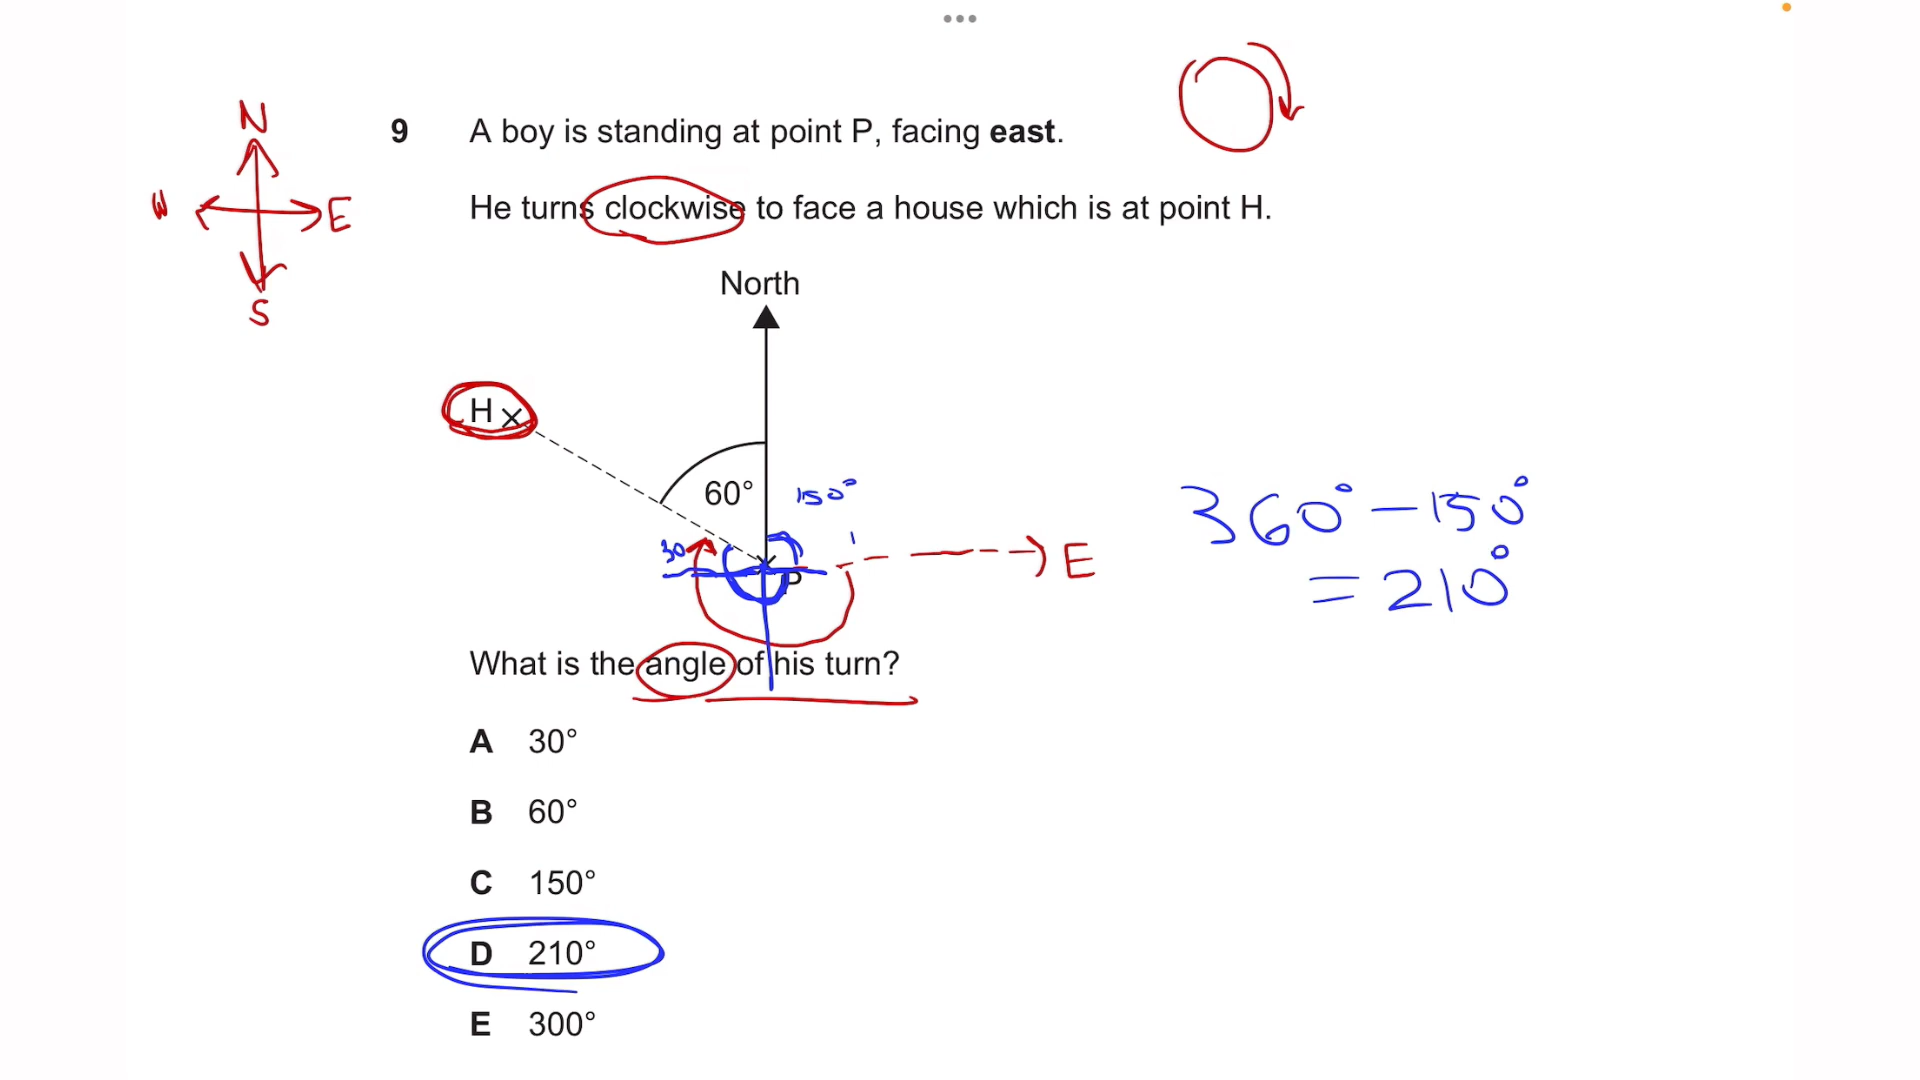 N
W
E
S
9 A boy is standing at point P, facing east.
He turns clockwise to face a house which is at point H.
North
H
60°
150°
30
P
E
360° - 150°
= 210°
What is the angle of his turn?
A 30°
B 60°
C 150°
D 210°
E 300°